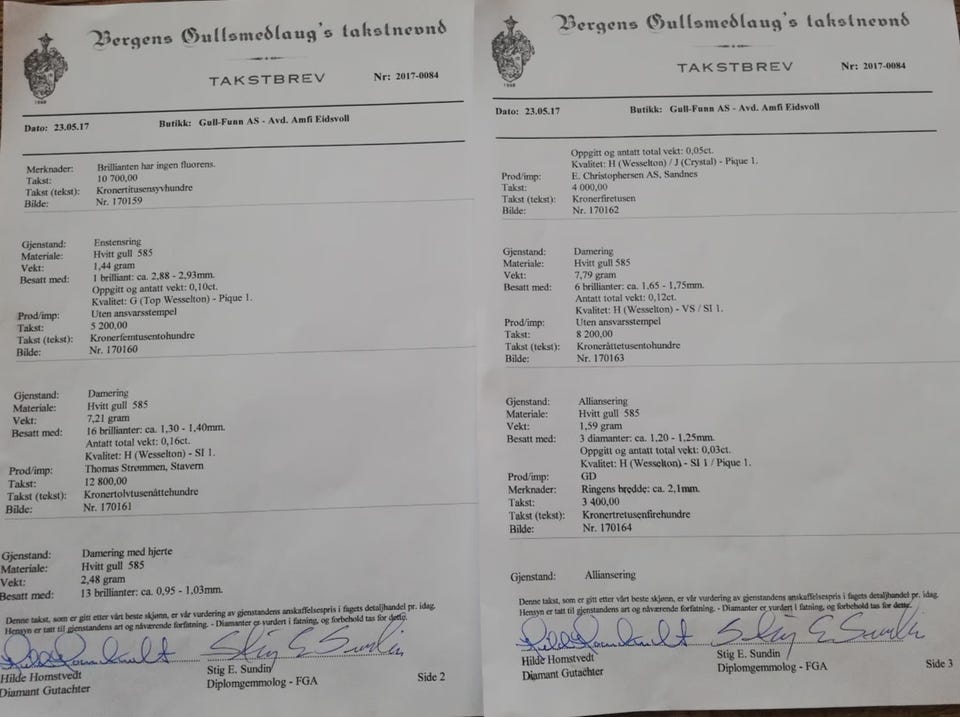 Bergens Gullsmedlaug's takstnevnd
TAKSTBREV
Nr: 2017-0084
Dato: 23.05.17
Butikk: Gull-Funn AS - Avd. Amfi Eidsvoll
Merknader: Brillianten har ingen fluorens.
Takst: 10 700,00
Takst (tekst): Kronertitusensyvhundre
Bilde: Nr. 170159
Gjenstand: Enstensring
Materiale: Hvitt gull 585
Vekt: 1,44 gram
Besatt med: 1 brilliant: ca. 2,88 - 2,93mm.
Oppgitt og antatt vekt: 0,10ct.
Kvalitet: G (Top Wesselton) - Pique 1.
Prod/imp: Uten ansvarsstempel
Takst: 5 200,00
Takst (tekst): Kronerfemtusentohundre
Bilde: Nr. 170160
Gjenstand: Damering
Materiale: Hvitt gull 585
Vekt: 7,21 gram
Besatt med: 16 brillianter: ca. 1,30 - 1,40mm.
Antatt total vekt: 0,16ct.
Kvalitet: H (Wesselton) - SI 1.
Prod/imp: Thomas Strømmen, Stavern
Takst: 12 800,00
Takst (tekst): Kronertolvtusenåttehundre
Bilde: Nr. 170161
Gjenstand: Damering med hjerte
Materiale: Hvitt gull 585
Vekt: 2,48 gram
Besatt med: 13 brillianter: ca. 0,95 - 1,03mm.
Denne takst, som er gitt etter vårt beste skjønn, er vår vurdering av gjenstandens anskaffelsespris i fagets detaljhandel pr. idag.
Hensyn er tatt til gjenstandens art og nåværende forfatning. - Diamanter er vurdert i fatning, og forbehold tas for dette.
Hilde Homstvedt
Diamant Gutachter
Stig E. Sundin
Diplomgemmolog - FGA
Side 2
Bergens Gullsmedlaug's takstnevnd
TAKSTBREV
Nr: 2017-0084
Dato: 23.05.17
Butikk: Gull-Funn AS - Avd. Amfi Eidsvoll
Oppgitt og antatt total vekt: 0,05ct.
Kvalitet: H (Wesselton) / J (Crystal) - Pique 1.
Prod/imp: E. Christophersen AS, Sandnes
Takst: 4 000,00
Takst (tekst): Kronerfiretusen
Bilde: Nr. 170162
Gjenstand: Damering
Materiale: Hvitt gull 585
Vekt: 7,79 gram
Besatt med: 6 brillianter: ca. 1,65 - 1,75mm.
Antatt total vekt: 0,12ct.
Kvalitet: H (Wesselton) - VS / SI 1.
Prod/imp: Uten ansvarsstempel
Takst: 8 200,00
Takst (tekst): Kroneråttetusentohundre
Bilde: Nr. 170163
Gjenstand: Alliansering
Materiale: Hvitt gull 585
Vekt: 1,59 gram
Besatt med: 3 diamanter: ca. 1,20 - 1,25mm.
Oppgitt og antatt total vekt: 0,03ct.
Kvalitet: H (Wesselton) - SI 1 / Pique 1.
Prod/imp: GD
Merknader: Ringens bredde: ca. 2,1mm.
Takst: 3 400,00
Takst (tekst): Kronertretusenfirehundre
Bilde: Nr. 170164
Gjenstand: Alliansering
Denne takst, som er gitt etter vårt beste skjønn, er vår vurdering av gjenstandens anskaffelsespris i fagets detaljhandel pr. idag.
Hensyn er tatt til gjenstandens art og nåværende forfatning. - Diamanter er vurdert i fatning, og forbehold tas for dette.
Hilde Homstvedt
Diamant Gutachter
Stig E. Sundin
Diplomgemmolog - FGA
Side 3